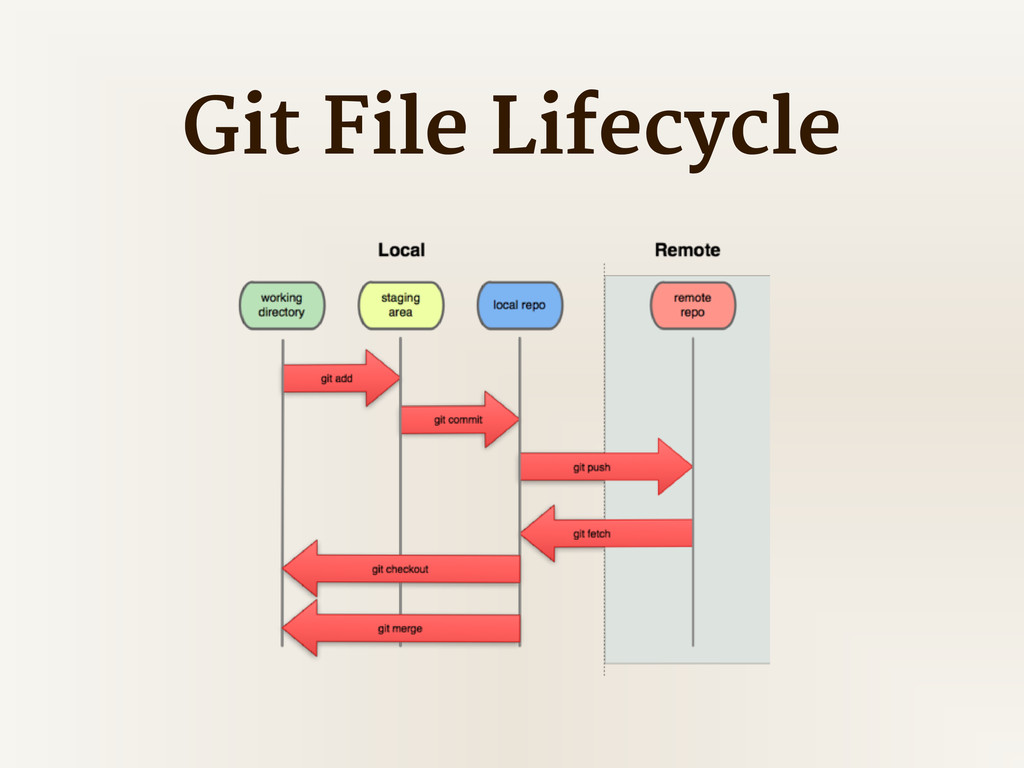 Git File Lifecycle
Local
Remote
working
directory
staging
area
local repo
remote
repo
git add
git commit
git push
git fetch
git checkout
git merge